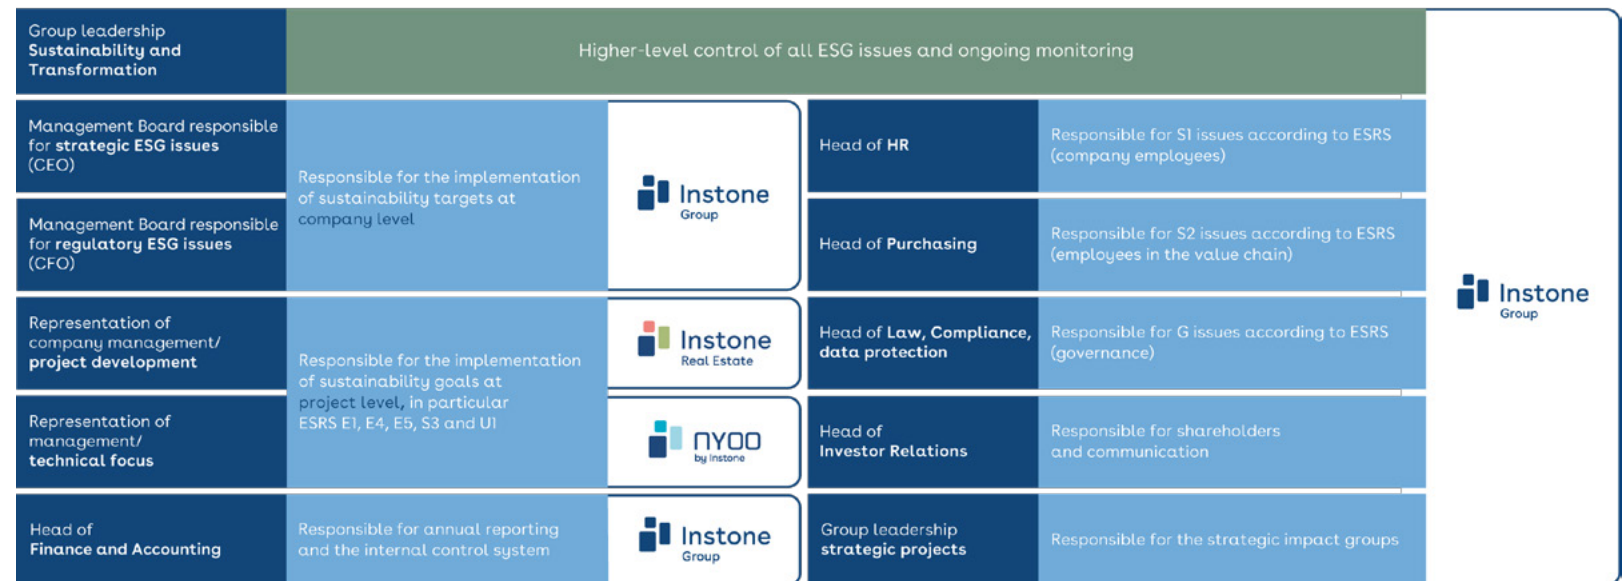 Group leadership
Sustainability and
Transformation
Higher-level control of all ESG issues and ongoing monitoring
Management Board responsible
for strategic ESG issues
(CEO)
Management Board responsible
for regulatory ESG issues
(CFO)
Responsible for the implementation
of sustainability targets at
company level
Instone
Group
Representation of
company management/
project development
Representation of
management/
technical focus
Responsible for the implementation
of sustainability goals at
project level, in particular
ESRS E1, E4, E5, S3 and U1
Instone
Real Estate
NYOO
by Instone
Head of
Finance and Accounting
Responsible for annual reporting
and the internal control system
Instone
Group
Head of HR
Responsible for S1 issues according to ESRS
(company employees)
Head of Purchasing
Responsible for S2 issues according to ESRS
(employees in the value chain)
Head of Law, Compliance,
data protection
Responsible for G issues according to ESRS
(governance)
Head of
Investor Relations
Responsible for shareholders
and communication
Group leadership
strategic projects
Responsible for the strategic impact groups
Instone
Group